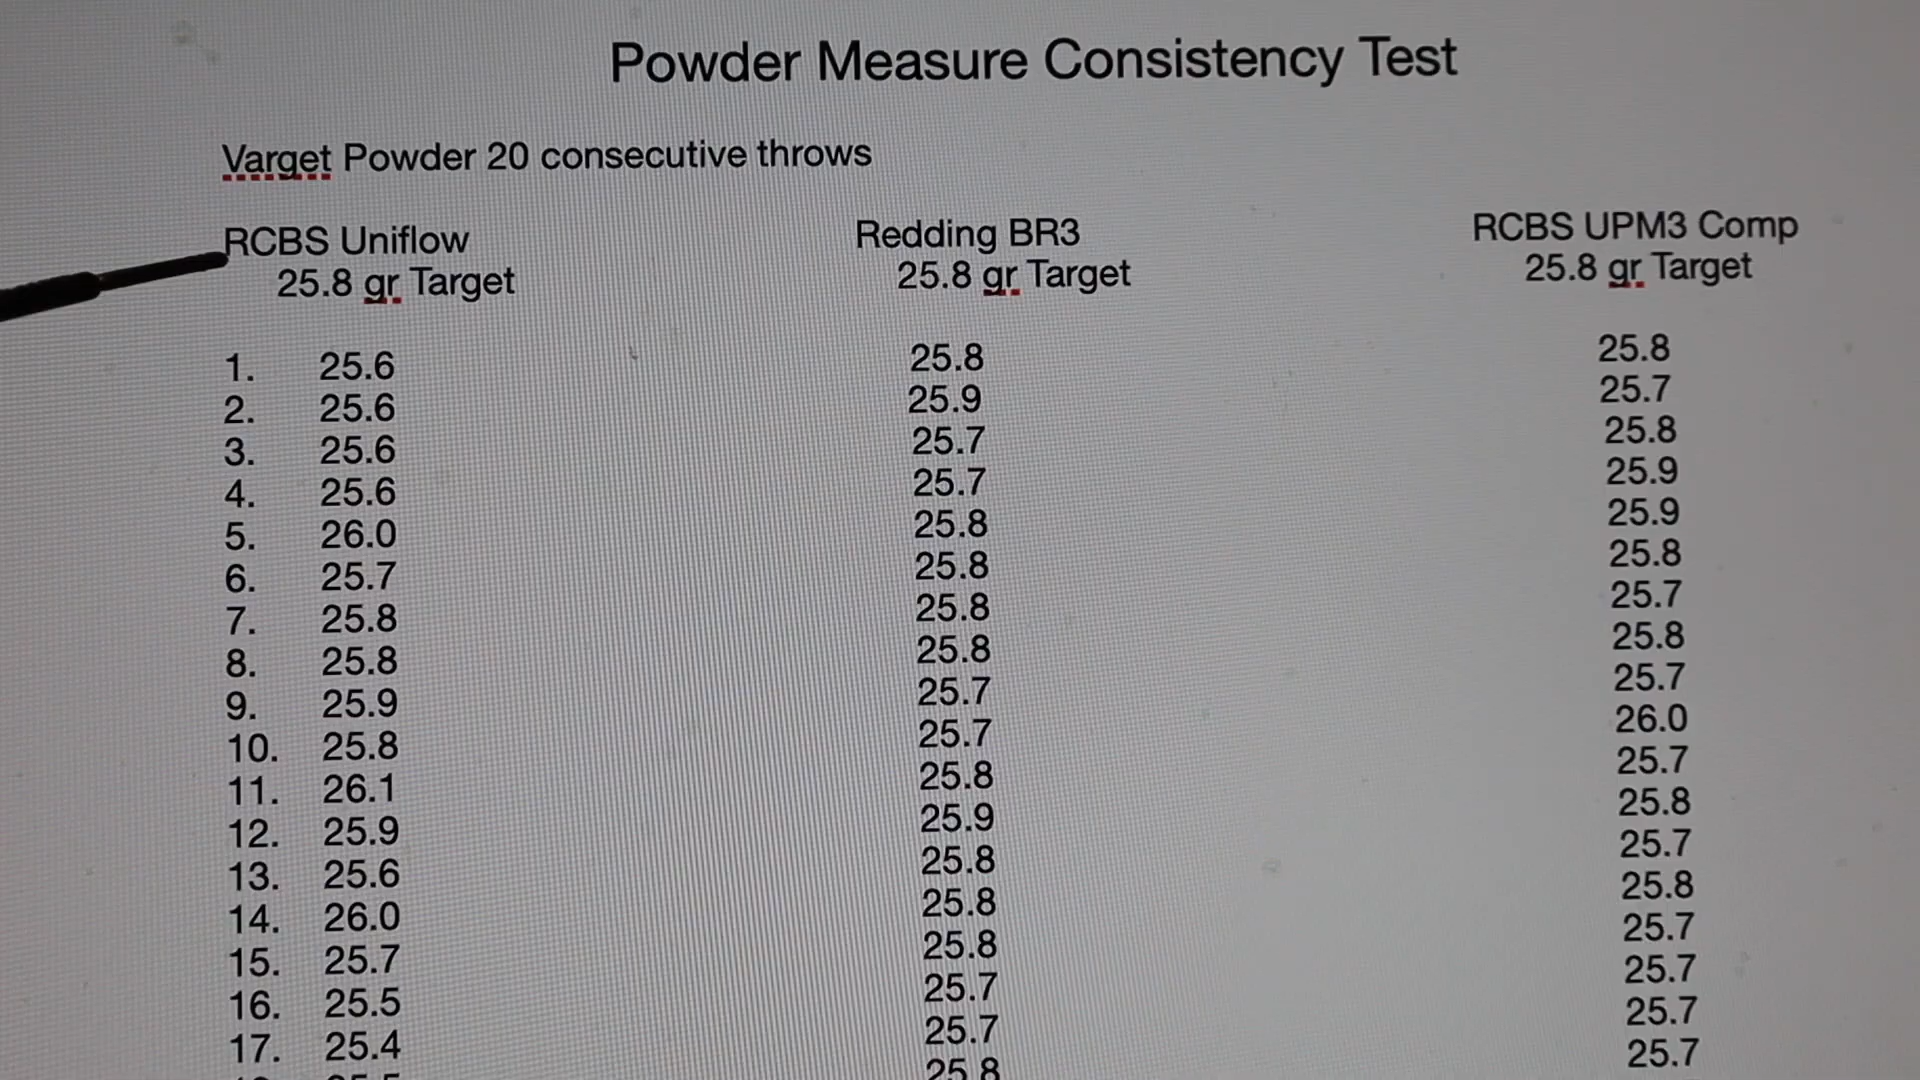 Powder Measure Consistency Test
Varget Powder 20 consecutive throws
RCBS Uniflow Redding BR3 RCBS UPM3 Comp
25.8 gr. Target 25.8 gr. Target 25.8 gr. Target
1. 25.6 25.8 25.8
2. 25.6 25.9 25.7
3. 25.6 25.7 25.8
4. 25.6 25.7 25.9
5. 26.0 25.8 25.9
6. 25.7 25.8 25.8
7. 25.8 25.8 25.7
8. 25.8 25.8 25.8
9. 25.9 25.7 25.7
10. 25.8 25.7 26.0
11. 26.1 25.8 25.7
12. 25.9 25.9 25.8
13. 25.6 25.8 25.7
14. 26.0 25.8 25.8
15. 25.7 25.8 25.7
16. 25.5 25.7 25.7
17. 25.4 25.7 25.7
25.8 25.7